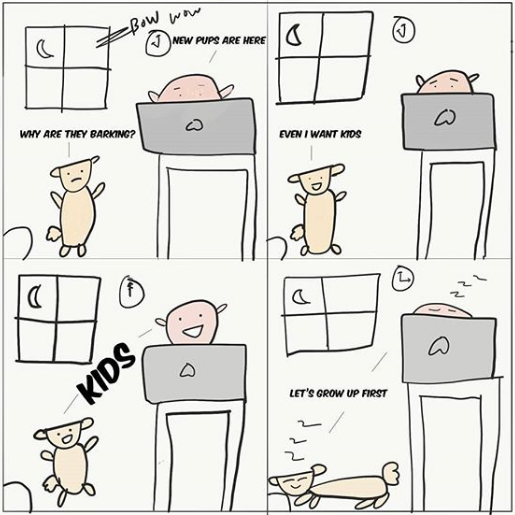 BOW WOW
NEW PUPS ARE HERE
WHY ARE THEY BARKING?
EVEN I WANT KIDS
KIDS
Z Z Z
LET'S GROW UP FIRST
Z Z Z